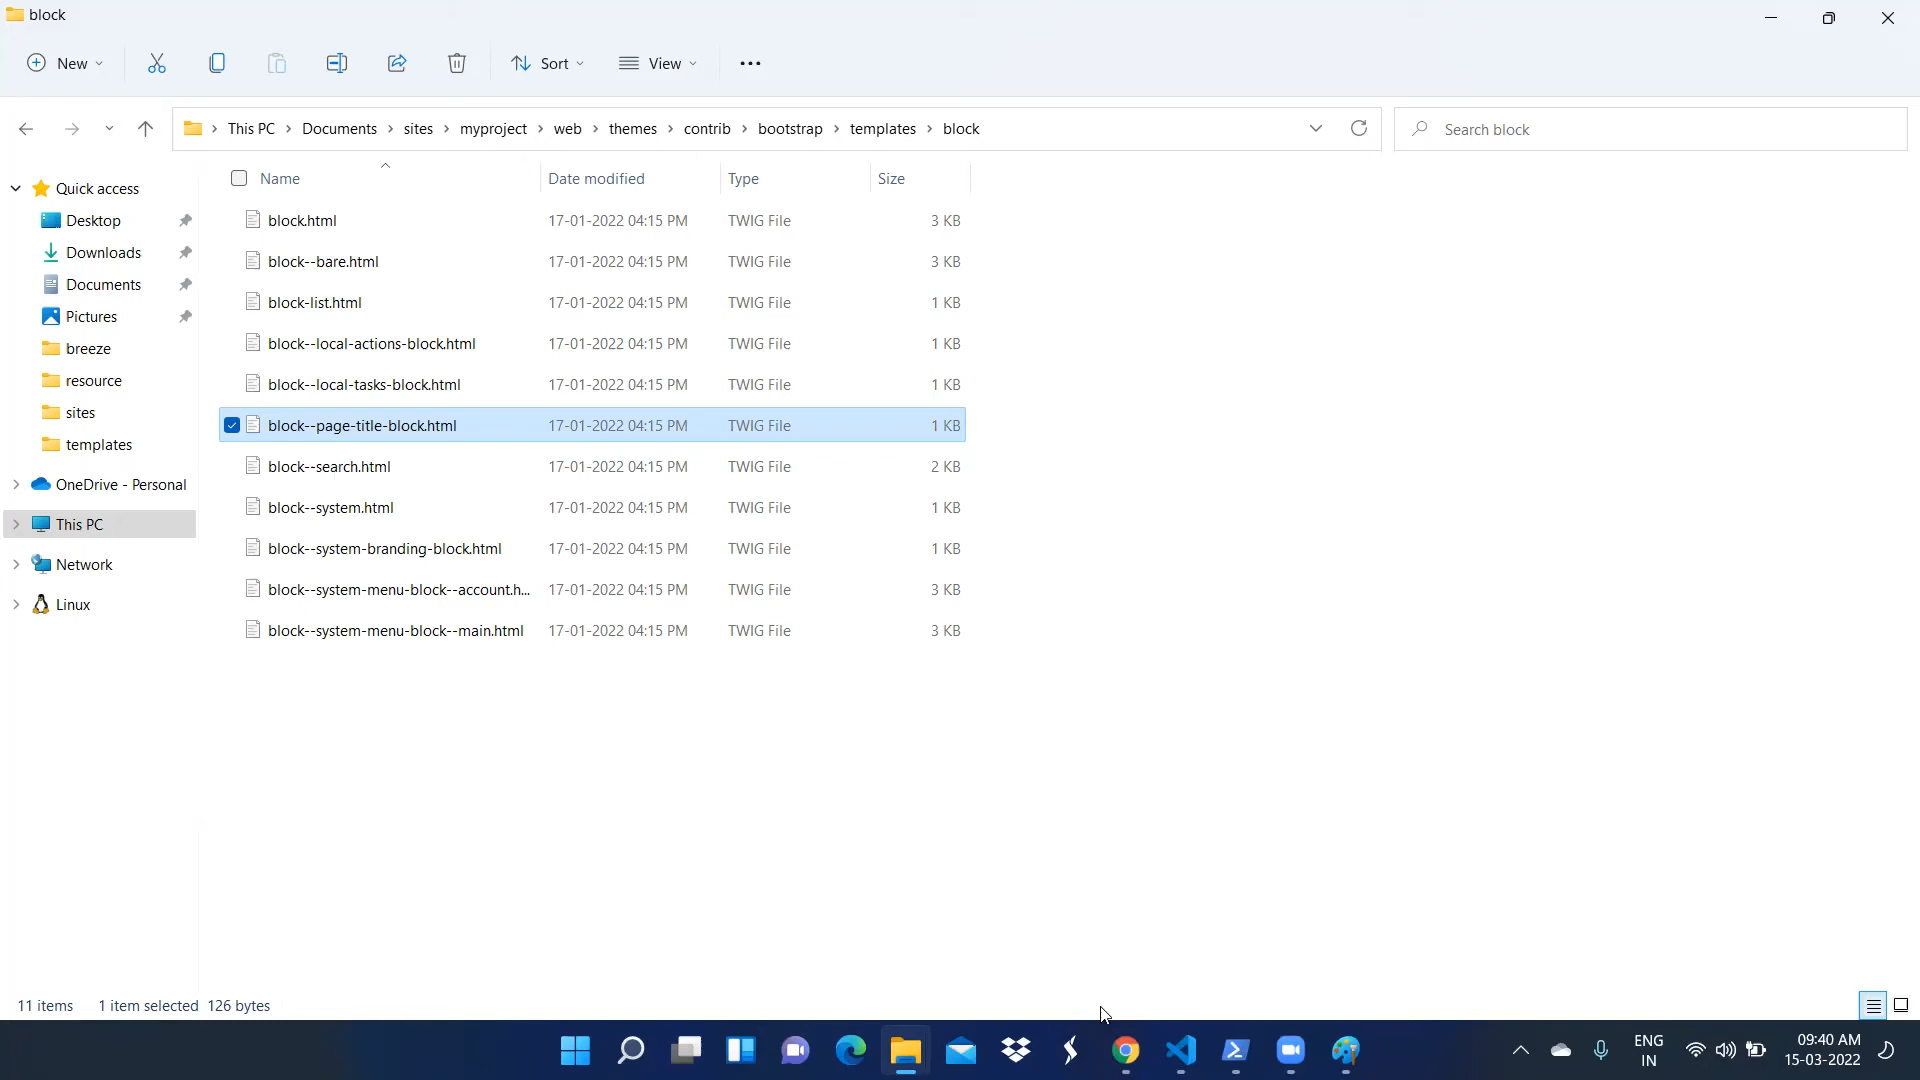 block
New
Sort
View
This PC > Documents > sites > myproject > web > themes > contrib > bootstrap > templates > block
Search block
Name Date modified Type Size
Quick access
Desktop
Downloads
Documents
Pictures
breeze
resource
sites
templates
OneDrive - Personal
This PC
Network
Linux
block.html 17-01-2022 04:15 PM TWIG File 3 KB
block--bare.html 17-01-2022 04:15 PM TWIG File 3 KB
block-list.html 17-01-2022 04:15 PM TWIG File 1 KB
block--local-actions-block.html 17-01-2022 04:15 PM TWIG File 1 KB
block--local-tasks-block.html 17-01-2022 04:15 PM TWIG File 1 KB
block--page-title-block.html 17-01-2022 04:15 PM TWIG File 1 KB
block--search.html 17-01-2022 04:15 PM TWIG File 2 KB
block--system.html 17-01-2022 04:15 PM TWIG File 1 KB
block--system-branding-block.html 17-01-2022 04:15 PM TWIG File 1 KB
block--system-menu-block--account.h... 17-01-2022 04:15 PM TWIG File 3 KB
block--system-menu-block--main.html 17-01-2022 04:15 PM TWIG File 3 KB
11 items 1 item selected 126 bytes
ENG
IN
09:40 AM
15-03-2022